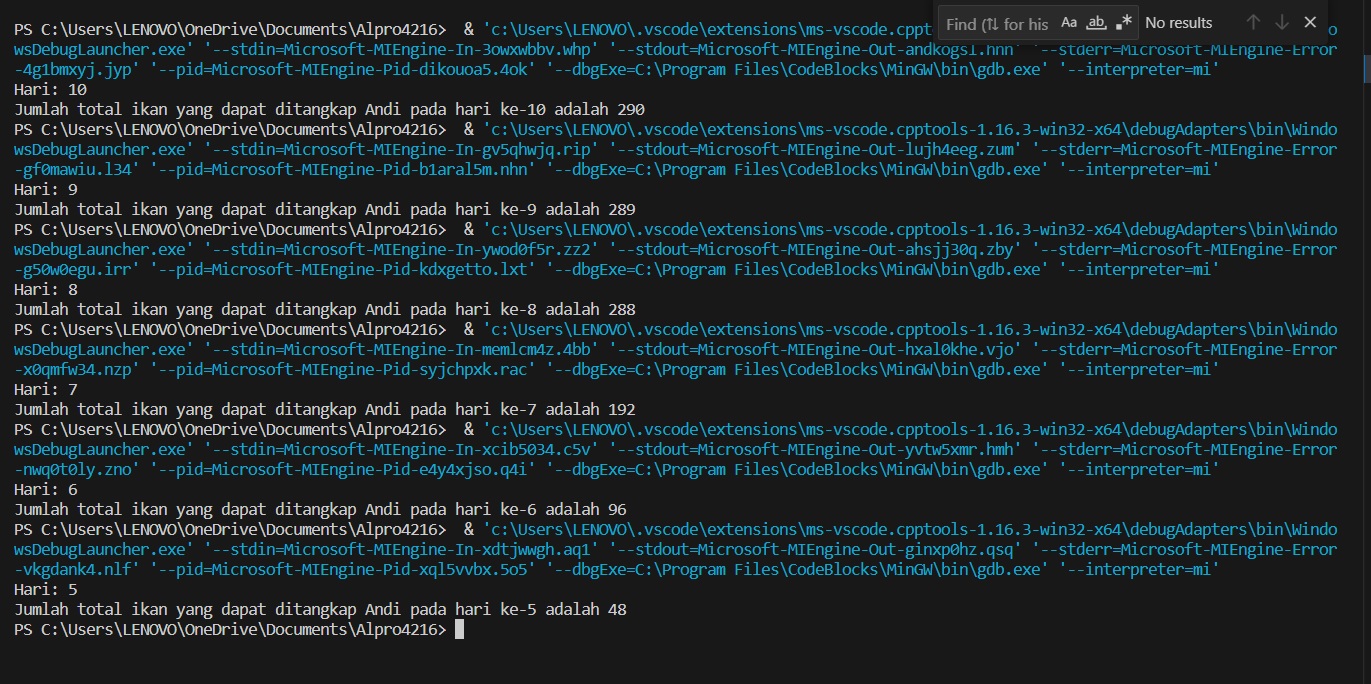 Find (⇅ for his Aa ab .* No results
PS C:\Users\LENOVO\OneDrive\Documents\Alpro4216>  & 'c:\Users\LENOVO\.vscode\extensions\ms-vscode.cppt o
wsDebugLauncher.exe' '--stdin=Microsoft-MIEngine-In-3owxwbbv.whp' '--stdout=Microsoft-MIEngine-Out-andkogsl.hnn' '--stderr=Microsoft-MIEngine-Error
-4g1bmxyj.jyp' '--pid=Microsoft-MIEngine-Pid-dikouoa5.4ok' '--dbgExe=C:\Program Files\CodeBlocks\MinGW\bin\gdb.exe' '--interpreter=mi'
Hari: 10
Jumlah total ikan yang dapat ditangkap Andi pada hari ke-10 adalah 290
PS C:\Users\LENOVO\OneDrive\Documents\Alpro4216>  & 'c:\Users\LENOVO\.vscode\extensions\ms-vscode.cpptools-1.16.3-win32-x64\debugAdapters\bin\Windo
wsDebugLauncher.exe' '--stdin=Microsoft-MIEngine-In-gv5qhwjq.rip' '--stdout=Microsoft-MIEngine-Out-lujh4eeg.zum' '--stderr=Microsoft-MIEngine-Error
-gf0mawiu.l34' '--pid=Microsoft-MIEngine-Pid-b1aral5m.nhn' '--dbgExe=C:\Program Files\CodeBlocks\MinGW\bin\gdb.exe' '--interpreter=mi'
Hari: 9
Jumlah total ikan yang dapat ditangkap Andi pada hari ke-9 adalah 289
PS C:\Users\LENOVO\OneDrive\Documents\Alpro4216>  & 'c:\Users\LENOVO\.vscode\extensions\ms-vscode.cpptools-1.16.3-win32-x64\debugAdapters\bin\Windo
wsDebugLauncher.exe' '--stdin=Microsoft-MIEngine-In-ywod0f5r.zz2' '--stdout=Microsoft-MIEngine-Out-ahsjj30q.zby' '--stderr=Microsoft-MIEngine-Error
-g50w0egu.irr' '--pid=Microsoft-MIEngine-Pid-kdxgetto.lxt' '--dbgExe=C:\Program Files\CodeBlocks\MinGW\bin\gdb.exe' '--interpreter=mi'
Hari: 8
Jumlah total ikan yang dapat ditangkap Andi pada hari ke-8 adalah 288
PS C:\Users\LENOVO\OneDrive\Documents\Alpro4216>  & 'c:\Users\LENOVO\.vscode\extensions\ms-vscode.cpptools-1.16.3-win32-x64\debugAdapters\bin\Windo
wsDebugLauncher.exe' '--stdin=Microsoft-MIEngine-In-memlcm4z.4bb' '--stdout=Microsoft-MIEngine-Out-hxal0khe.vjo' '--stderr=Microsoft-MIEngine-Error
-x0qmfw34.nzp' '--pid=Microsoft-MIEngine-Pid-syjchpxk.rac' '--dbgExe=C:\Program Files\CodeBlocks\MinGW\bin\gdb.exe' '--interpreter=mi'
Hari: 7
Jumlah total ikan yang dapat ditangkap Andi pada hari ke-7 adalah 192
PS C:\Users\LENOVO\OneDrive\Documents\Alpro4216>  & 'c:\Users\LENOVO\.vscode\extensions\ms-vscode.cpptools-1.16.3-win32-x64\debugAdapters\bin\Windo
wsDebugLauncher.exe' '--stdin=Microsoft-MIEngine-In-xcib5034.c5v' '--stdout=Microsoft-MIEngine-Out-yvtw5xmr.hmh' '--stderr=Microsoft-MIEngine-Error
-nwq0t0ly.zno' '--pid=Microsoft-MIEngine-Pid-e4y4xjso.q4i' '--dbgExe=C:\Program Files\CodeBlocks\MinGW\bin\gdb.exe' '--interpreter=mi'
Hari: 6
Jumlah total ikan yang dapat ditangkap Andi pada hari ke-6 adalah 96
PS C:\Users\LENOVO\OneDrive\Documents\Alpro4216>  & 'c:\Users\LENOVO\.vscode\extensions\ms-vscode.cpptools-1.16.3-win32-x64\debugAdapters\bin\Windo
wsDebugLauncher.exe' '--stdin=Microsoft-MIEngine-In-xdtjwwgh.aq1' '--stdout=Microsoft-MIEngine-Out-ginxp0hz.qsq' '--stderr=Microsoft-MIEngine-Error
-vkgdank4.nlf' '--pid=Microsoft-MIEngine-Pid-xql5vvbx.5o5' '--dbgExe=C:\Program Files\CodeBlocks\MinGW\bin\gdb.exe' '--interpreter=mi'
Hari: 5
Jumlah total ikan yang dapat ditangkap Andi pada hari ke-5 adalah 48
PS C:\Users\LENOVO\OneDrive\Documents\Alpro4216>